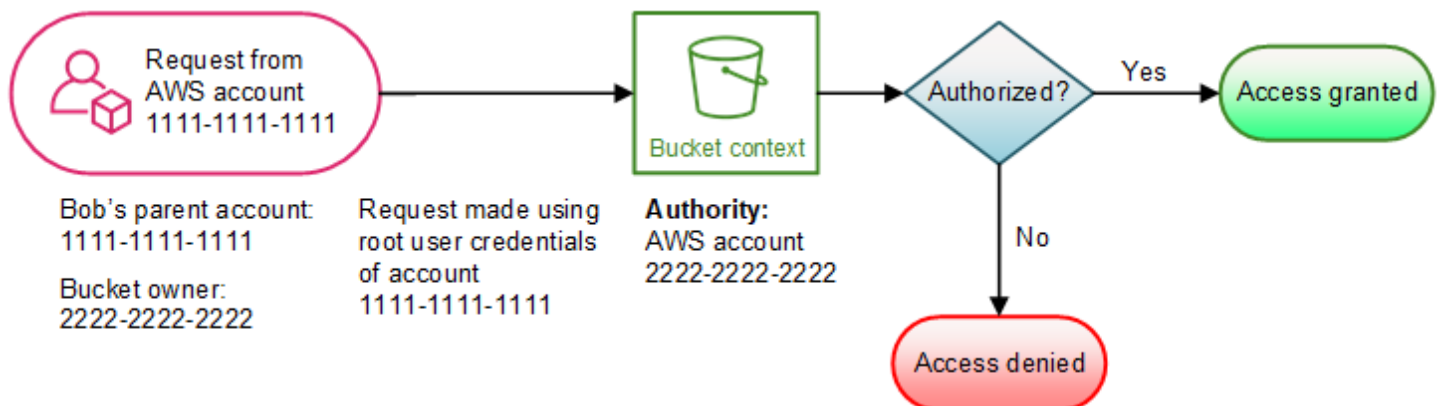 Request from
AWS account
1111-1111-1111
Bucket context
Authorized?
Yes
Access granted
Bob's parent account:
1111-1111-1111
Bucket owner:
2222-2222-2222
Request made using
root user credentials
of account
1111-1111-1111
Authority:
AWS account
2222-2222-2222
No
Access denied